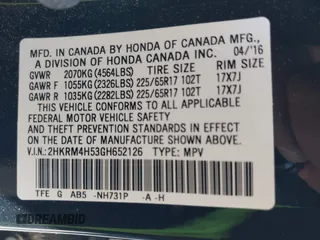 MFD. IN CANADA BY HONDA OF CANADA MFG.,
A DIVISION OF HONDA CANADA INC. 04/16
GVWR 2070KG (4564LBS) TIRE SIZE RIM SIZE
GAWR F 1055KG (2326LBS) 225/65R17 102T 17X7J
GAWR R 1035KG (2282LBS) 225/65R17 102T 17X7J
THIS VEHICLE CONFORMS TO ALL APPLICABLE
FEDERAL MOTOR VEHICLE SAFETY STANDARDS IN EFFECT
ON THE DATE OF MANUFACTURE SHOWN ABOVE.
V.I.N.: 2HKRM4H53GH652126 TYPE: MPV
TFE G AB5 -NH731P -A -H
DREAMBID